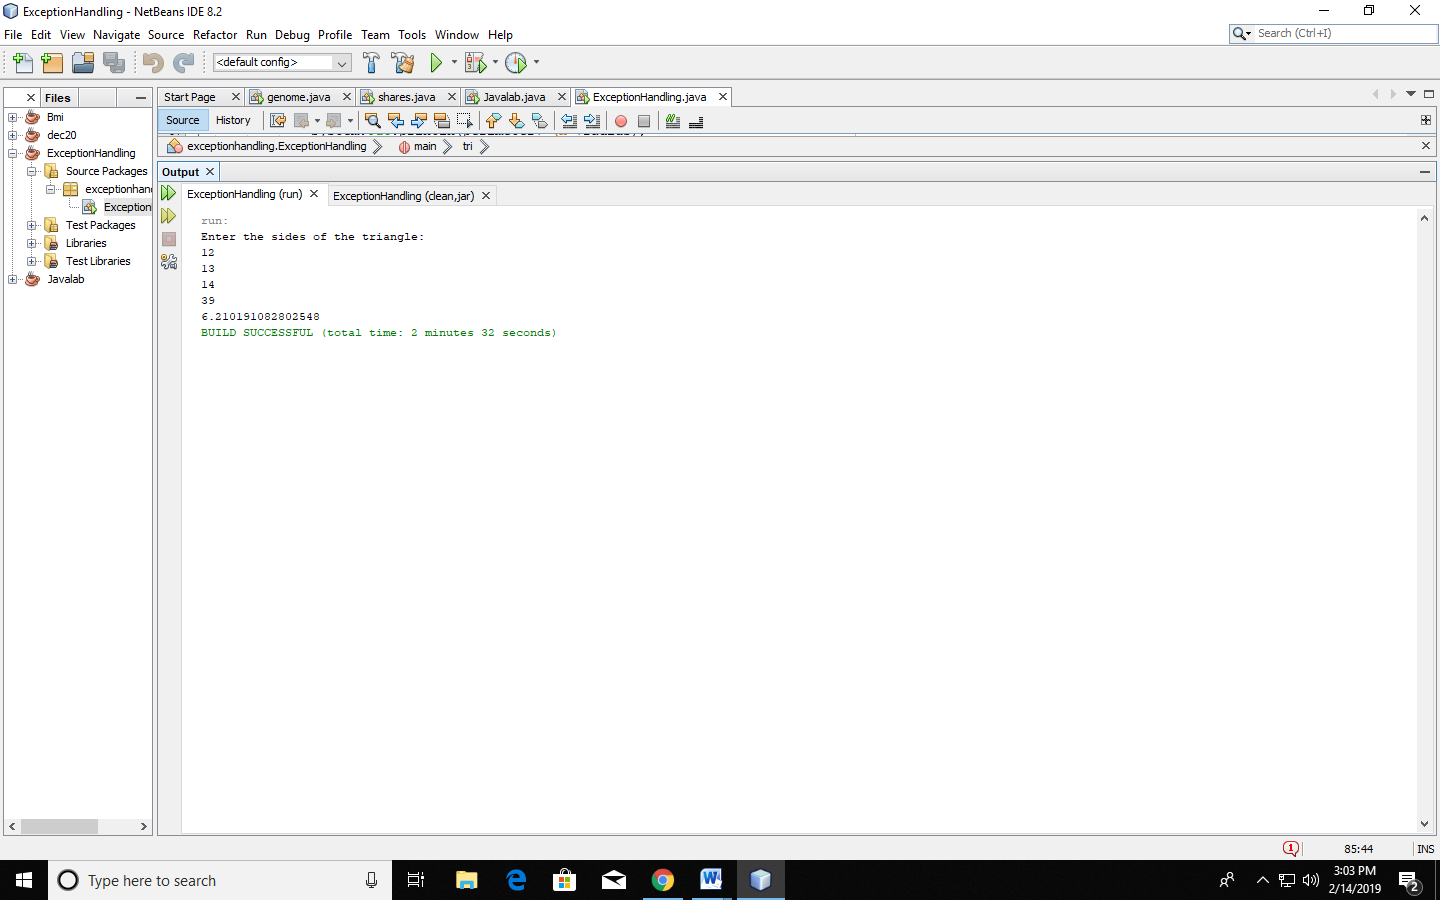 ExceptionHandling - NetBeans IDE 8.2
File Edit View Navigate Source Refactor Run Debug Profile Team Tools Window Help
Search (Ctrl+I)
<default config>
Files
Start Page
genome.java
shares.java
Javalab.java
ExceptionHandling.java
Bmi
dec20
ExceptionHandling
Source Packages
exceptionhan
Exception
Test Packages
Libraries
Test Libraries
Javalab
Source History
exceptionhandling.ExceptionHandling main tri
Output
ExceptionHandling (run) ExceptionHandling (clean,jar)
run:
Enter the sides of the triangle:
12
13
14
39
6.210191082802548
BUILD SUCCESSFUL (total time: 2 minutes 32 seconds)
1 85:44 INS
Type here to search
3:03 PM
2/14/2019
2